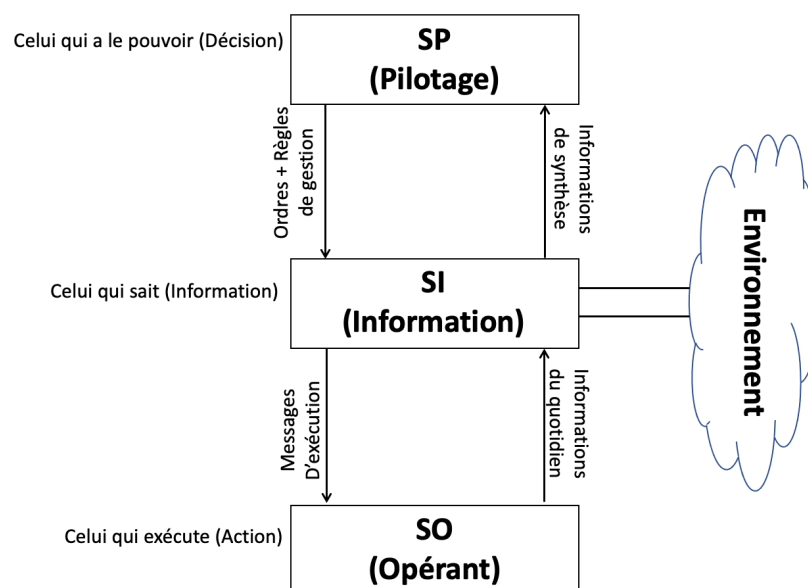 Celui qui a le pouvoir (Décision)
SP
(Pilotage)
Ordres + Règles
de gestion
Informations
de synthèse
Environnement
Celui qui sait (Information)
SI
(Information)
Messages
D'exécution
Informations
du quotidien
Celui qui exécute (Action)
SO
(Opérant)